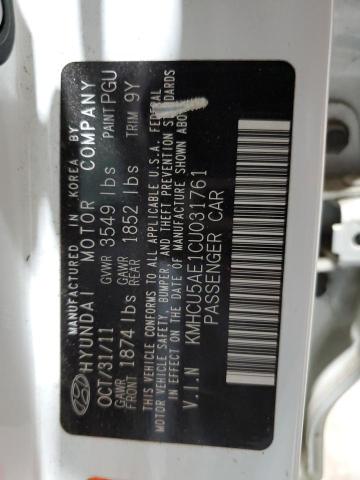 MANUFACTURED IN KOREA BY
HYUNDAI MOTOR COMPANY
OCT/31/11 GVWR 3549 lbs PAINT PGU
GAWR FRONT 1874 lbs GAWR REAR 1852 lbs TRIM 9Y
THIS VEHICLE CONFORMS TO ALL APPLICABLE U.S.A. FEDERAL
MOTOR VEHICLE SAFETY, BUMPER, AND THEFT PREVENTION STANDARDS
IN EFFECT ON THE DATE OF MANUFACTURE SHOWN ABOVE
V.I.N KMHCU5AE1CU031761
PASSENGER CAR